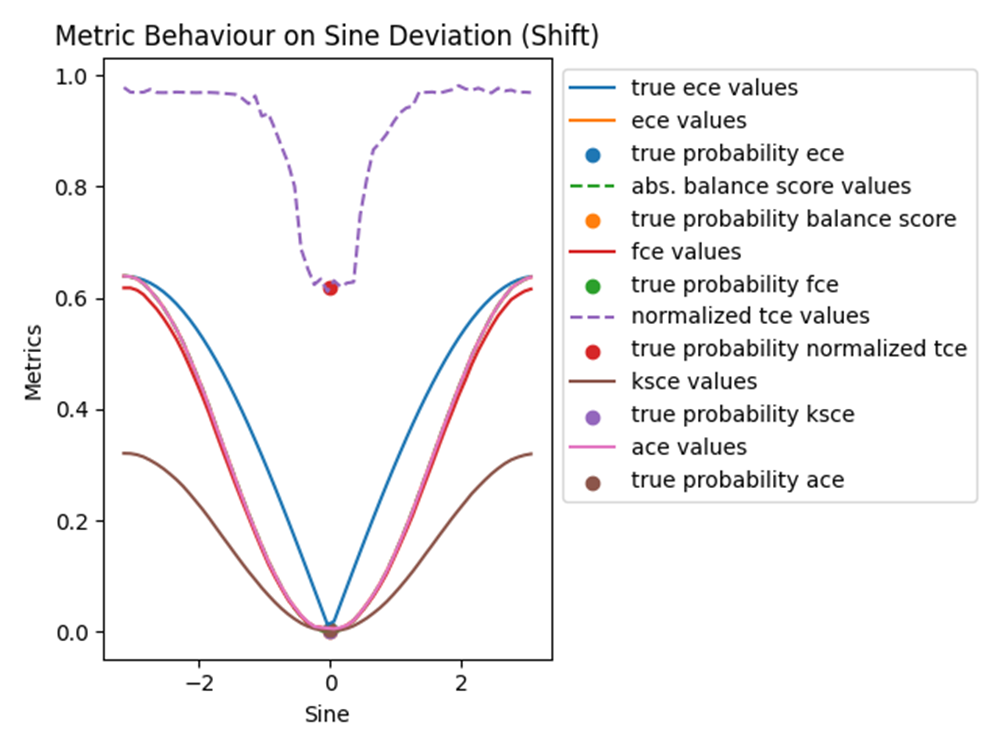 Metric Behaviour on Sine Deviation (Shift)
1.0
0.8
0.6
0.4
0.2
0.0
Metrics
−2
0
2
Sine
true ece values
ece values
true probability ece
abs. balance score values
true probability balance score
fce values
true probability fce
normalized tce values
true probability normalized tce
ksce values
true probability ksce
ace values
true probability ace